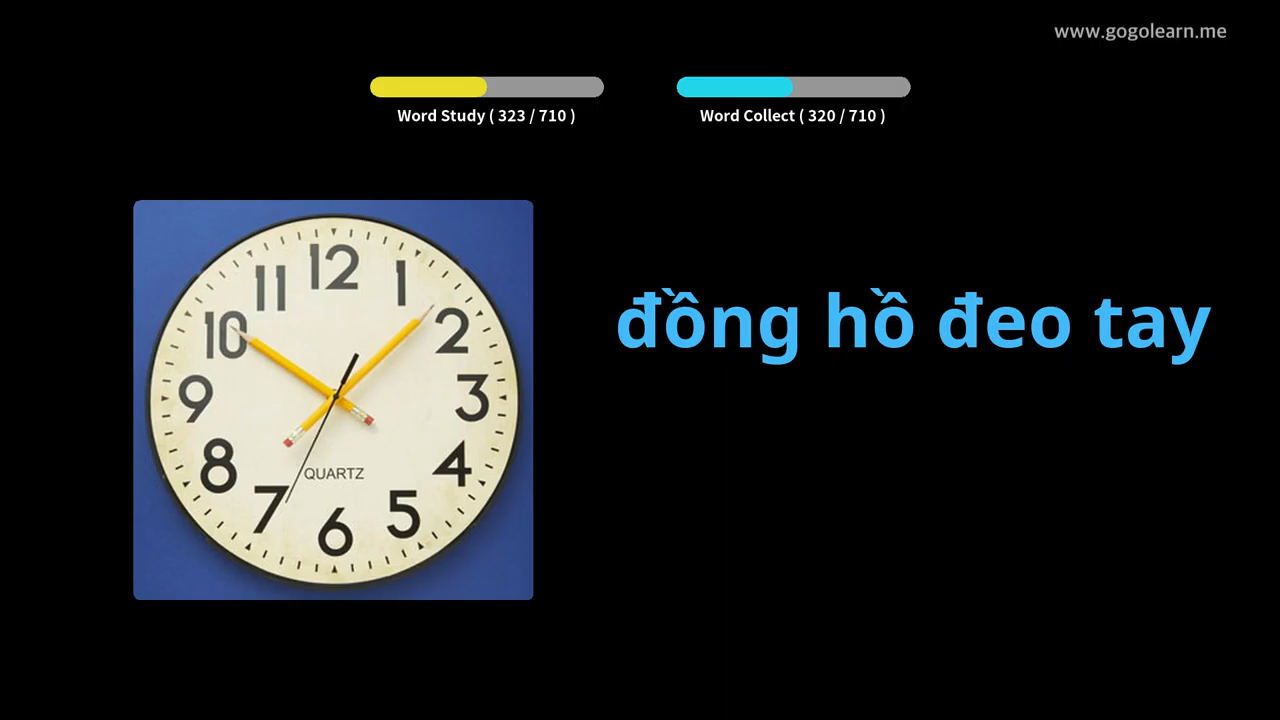 www.gogolearn.me
Word Study ( 323 / 710 )
Word Collect ( 320 / 710 )
đồng hồ đeo tay
12
11
1
10
2
9
3
8
4
QUARTZ
7
5
6